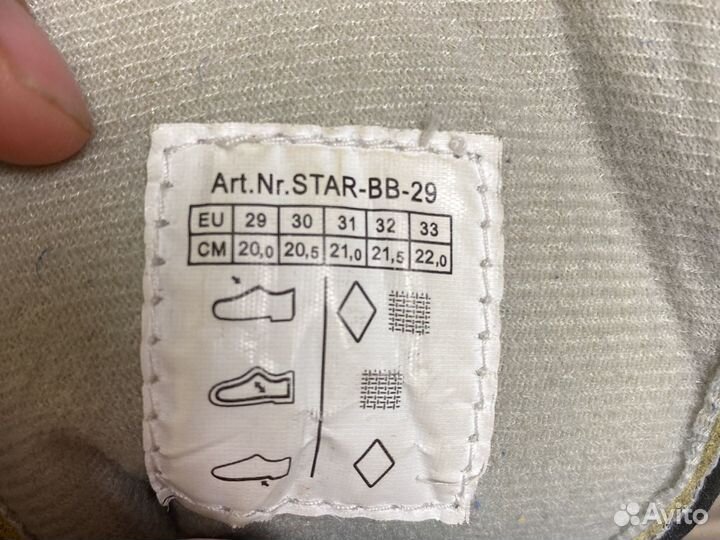 Art.Nr.STAR-BB-29
EU 29 30 31 32 33
CM 20,0 20,5 21,0 21,5 22,0
Avito